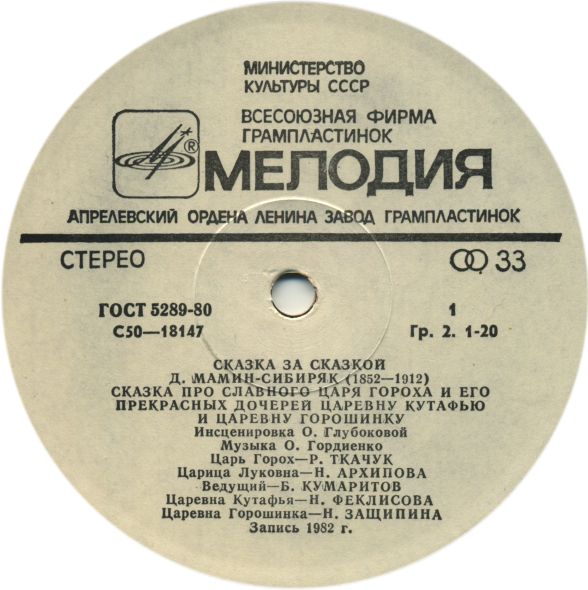 МИНИСТЕРСТВО
КУЛЬТУРЫ СССР
ВСЕСОЮЗНАЯ ФИРМА
ГРАМПЛАСТИНОК
®
МЕЛОДИЯ
АПРЕЛЕВСКИЙ ОРДЕНА ЛЕНИНА ЗАВОД ГРАМПЛАСТИНОК
СТЕРЕО
33
ГОСТ 5289-80
1
С50—18147
Гр. 2. 1-20
СКАЗКА ЗА СКАЗКОЙ
Д. МАМИН-СИБИРЯК (1852—1912)
СКАЗКА ПРО СЛАВНОГО ЦАРЯ ГОРОХА И ЕГО
ПРЕКРАСНЫХ ДОЧЕРЕЙ ЦАРЕВНУ КУТАФЬЮ
И ЦАРЕВНУ ГОРОШИНКУ
Инсценировка О. Глубоковой
Музыка О. Гордиенко
Царь Горох—Р. ТКАЧУК
Царица Луковна—Н. АРХИПОВА
Ведущий—Б. КУМАРИТОВ
Царевна Кутафья—Н. ФЕКЛИСОВА
Царевна Горошинка—Н. ЗАЩИПИНА
Запись 1982 г.